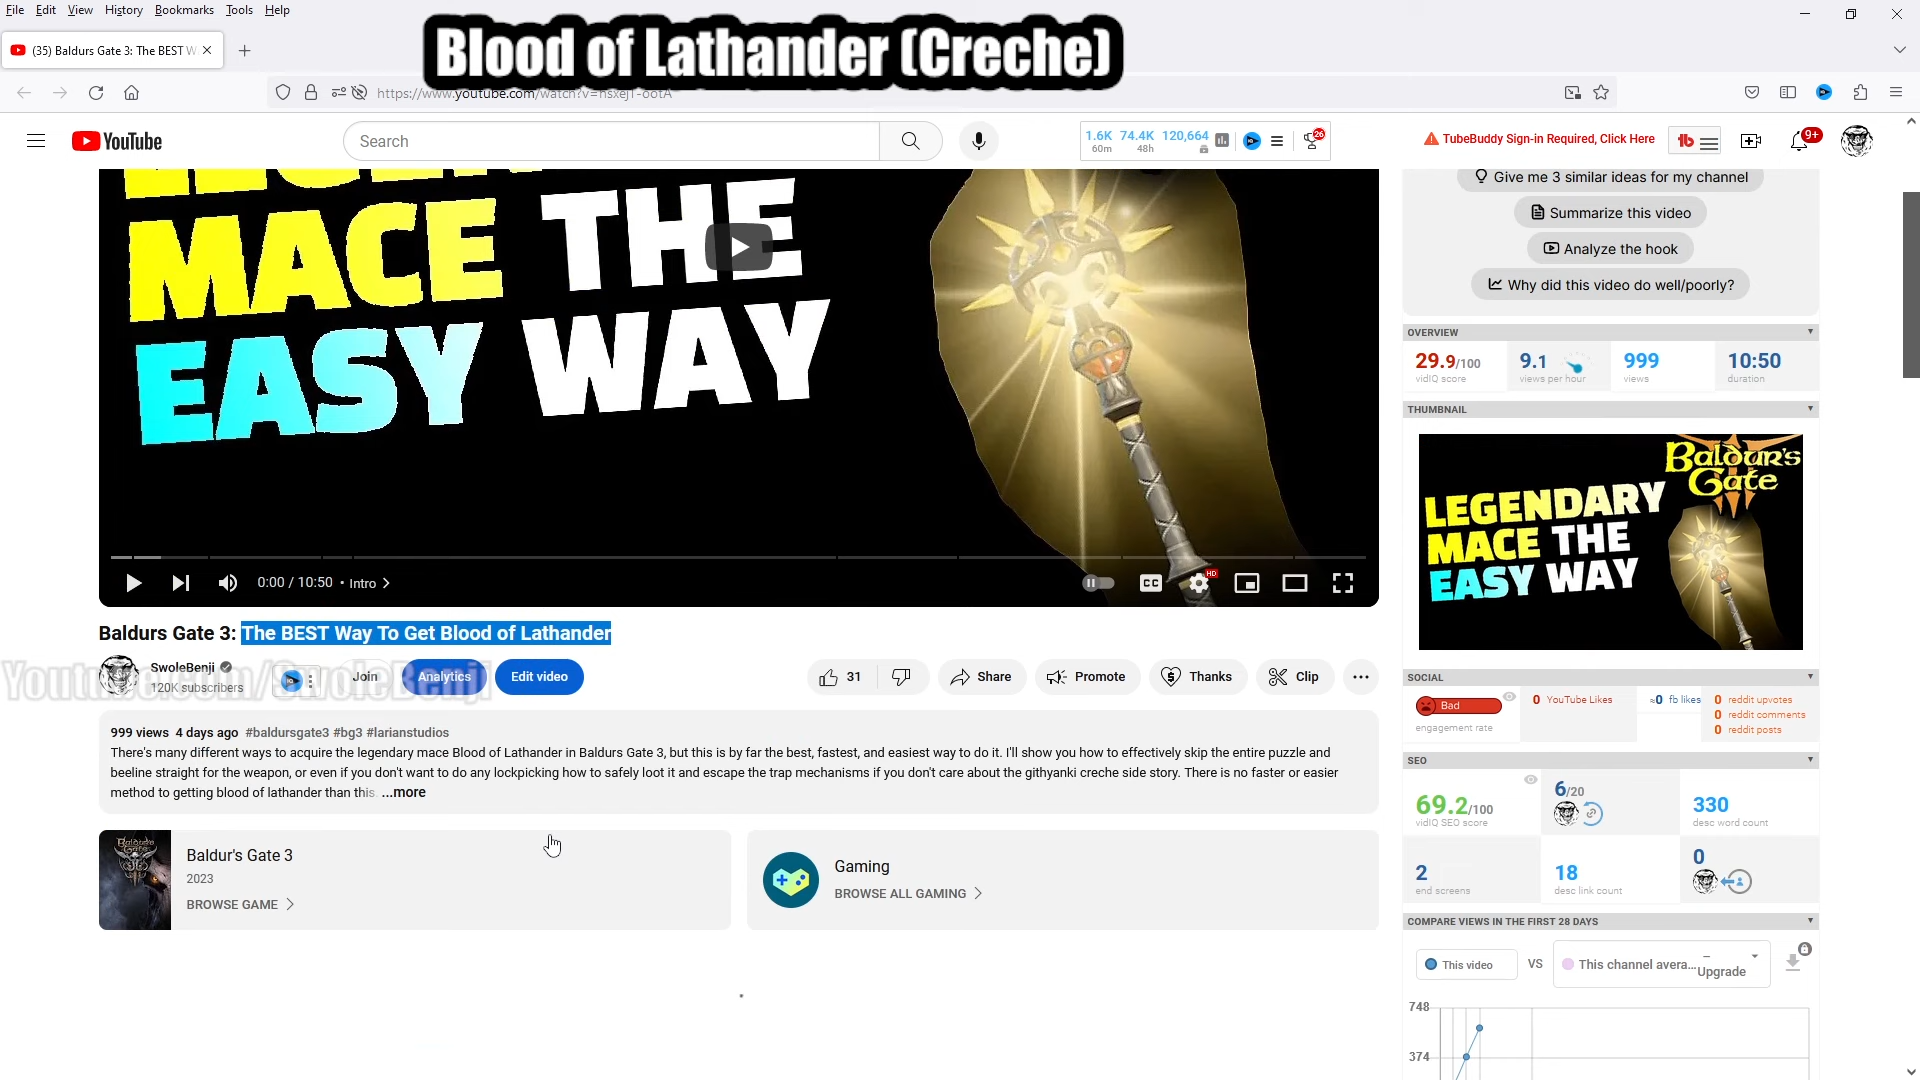 File Edit View History Bookmarks Tools Help
Blood of Lathander (Creche)
(35) Baldurs Gate 3: The BEST W
https://www.youtube.com/watch?v=
YouTube
Search
1.6K 74.4K 120,664
60m 48h
26
TubeBuddy Sign-in Required, Click Here
tb
9+
MACE THE
EASY WAY
0:00 / 10:50 • Intro
CC
HD
Baldurs Gate 3: The BEST Way To Get Blood of Lathander
SwoleBenji
120K subscribers
Youtube.com/SwoleBenji
Join
Analytics
Edit video
31
Share
Promote
Thanks
Clip
999 views 4 days ago #baldursgate3 #bg3 #larianstudios
There's many different ways to acquire the legendary mace Blood of Lathander in Baldurs Gate 3, but this is by far the best, fastest, and easiest way to do it. I'll show you how to effectively skip the entire puzzle and
beeline straight for the weapon, or even if you don't want to do any lockpicking how to safely loot it and escape the trap mechanisms if you don't care about the githyanki creche side story. There is no faster or easier
method to getting blood of lathander than this. ...more
Baldur's Gate 3
2023
BROWSE GAME
Gaming
BROWSE ALL GAMING
Give me 3 similar ideas for my channel
Summarize this video
Analyze the hook
Why did this video do well/poorly?
OVERVIEW
29.9/100
vidIQ score
9.1
views per hour
999
views
10:50
duration
THUMBNAIL
Baldur's
Gate
LEGENDARY
MACE THE
EASY WAY
SOCIAL
Bad
engagement rate
0 YouTube Likes
≈0 fb likes
0 reddit upvotes
0 reddit comments
0 reddit posts
SEO
69.2/100
vidIQ SEO score
6/20
330
desc word count
2
end screens
18
desc link count
0
COMPARE VIEWS IN THE FIRST 28 DAYS
This video
VS
This channel avera...
– Upgrade
748
374